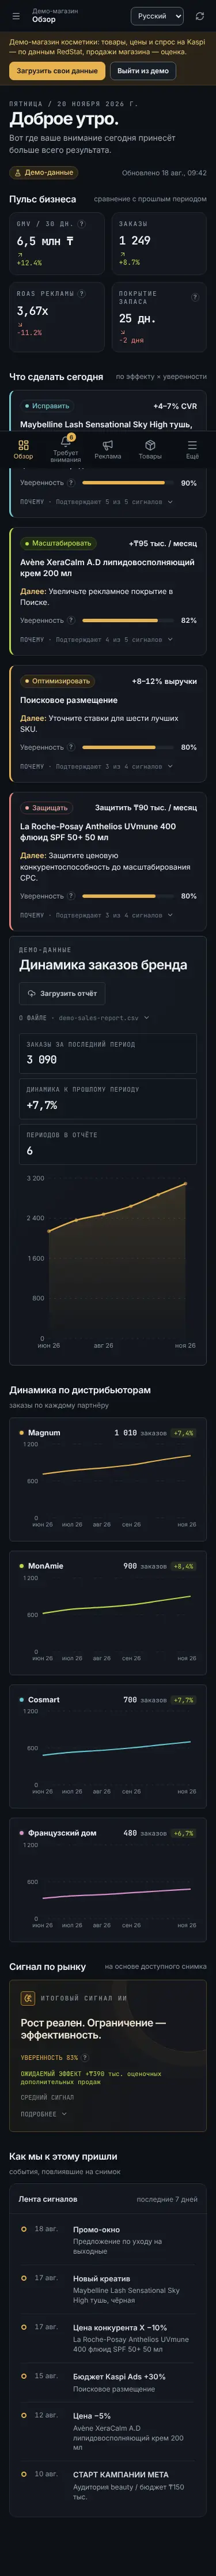 Демо-магазин
Обзор
Русский
Демо-магазин косметики: товары, цены и спрос на Kaspi — по данным RedStat, продажи магазина — оценка.
Загрузить свои данные
Выйти из демо
ПЯТНИЦА / 20 НОЯБРЯ 2026 Г.
Доброе утро.
Вот где ваше внимание сегодня принесёт
больше всего результата.
Демо-данные
Обновлено 18 авг., 09:42
Пульс бизнеса
сравнение с прошлым периодом
GMV / 30 ДН. ?
6,5 млн ₸
+12.4%
ЗАКАЗЫ
1 249
+8.7%
ROAS РЕКЛАМЫ ?
3,67x
-11.2%
ПОКРЫТИЕ
ЗАПАСА ?
25 дн.
-2 дня
Что сделать сегодня
по эффекту × уверенности
Исправить
+4–7% CVR
Maybelline Lash Sensational Sky High тушь,
Обзор
6
Требует
внимания
Реклама
Товары
Ещё
Уверенность ?
90%
ПОЧЕМУ · Подтверждают 5 из 5 сигналов
Масштабировать
+₸95 тыс. / месяц
Avène XeraCalm A.D липидовосполняющий
крем 200 мл
Далее: Увеличьте рекламное покрытие в
Поиске.
Уверенность ?
82%
ПОЧЕМУ · Подтверждают 4 из 5 сигналов
Оптимизировать
+8–12% выручки
Поисковое размещение
Далее: Уточните ставки для шести лучших
SKU.
Уверенность ?
80%
ПОЧЕМУ · Подтверждают 3 из 4 сигналов
Защищать
Защитить ₸90 тыс. / месяц
La Roche-Posay Anthelios UVmune 400
флюид SPF 50+ 50 мл
Далее: Защитите ценовую
конкурентоспособность до масштабирования
CPC.
Уверенность ?
80%
ПОЧЕМУ · Подтверждают 3 из 4 сигналов
ДЕМО-ДАННЫЕ
Динамика заказов бренда
Загрузить отчёт
О ФАЙЛЕ · demo-sales-report.csv
ЗАКАЗЫ ЗА ПОСЛЕДНИЙ ПЕРИОД
3 090
ДИНАМИКА К ПРОШЛОМУ ПЕРИОДУ
+7,7%
ПЕРИОДОВ В ОТЧЁТЕ
6
3 200
2 400
1 600
800
0
июн 26
авг 26
ноя 26
Динамика по дистрибьюторам
заказы по каждому партнёру
Magnum
1 010 заказов
+7,4%
1 200
600
0
июн 26
июл 26
авг 26
сен 26
ноя 26
MonAmie
900 заказов
+8,4%
1 200
600
0
июн 26
июл 26
авг 26
сен 26
ноя 26
Cosmart
700 заказов
+7,7%
1 200
600
0
июн 26
июл 26
авг 26
сен 26
ноя 26
Французский дом
480 заказов
+6,7%
1 200
600
0
июн 26
июл 26
авг 26
сен 26
ноя 26
Сигнал по рынку
на основе доступного снимка
ИТОГОВЫЙ СИГНАЛ ИИ
Рост реален. Ограничение —
эффективность.
УВЕРЕННОСТЬ 83% ?
ОЖИДАЕМЫЙ ЭФФЕКТ +₸390 тыс. оценочных
дополнительных продаж
СРЕДНИЙ СИГНАЛ
ПОДРОБНЕЕ
Как мы к этому пришли
события, повлиявшие на снимок
Лента сигналов
последние 7 дней
18 авг.
Промо-окно
Предложение по уходу на
выходные
17 авг.
Новый креатив
Maybelline Lash Sensational Sky
High тушь, чёрная
17 авг.
Цена конкурента X −10%
La Roche-Posay Anthelios UVmune
400 флюид SPF 50+ 50 мл
15 авг.
Бюджет Kaspi Ads +30%
Поисковое размещение
12 авг.
Цена −5%
Avène XeraCalm A.D
липидовосполняющий крем 200
мл
10 авг.
СТАРТ КАМПАНИИ МЕТА
Аудитория beauty / бюджет ₸150
тыс.